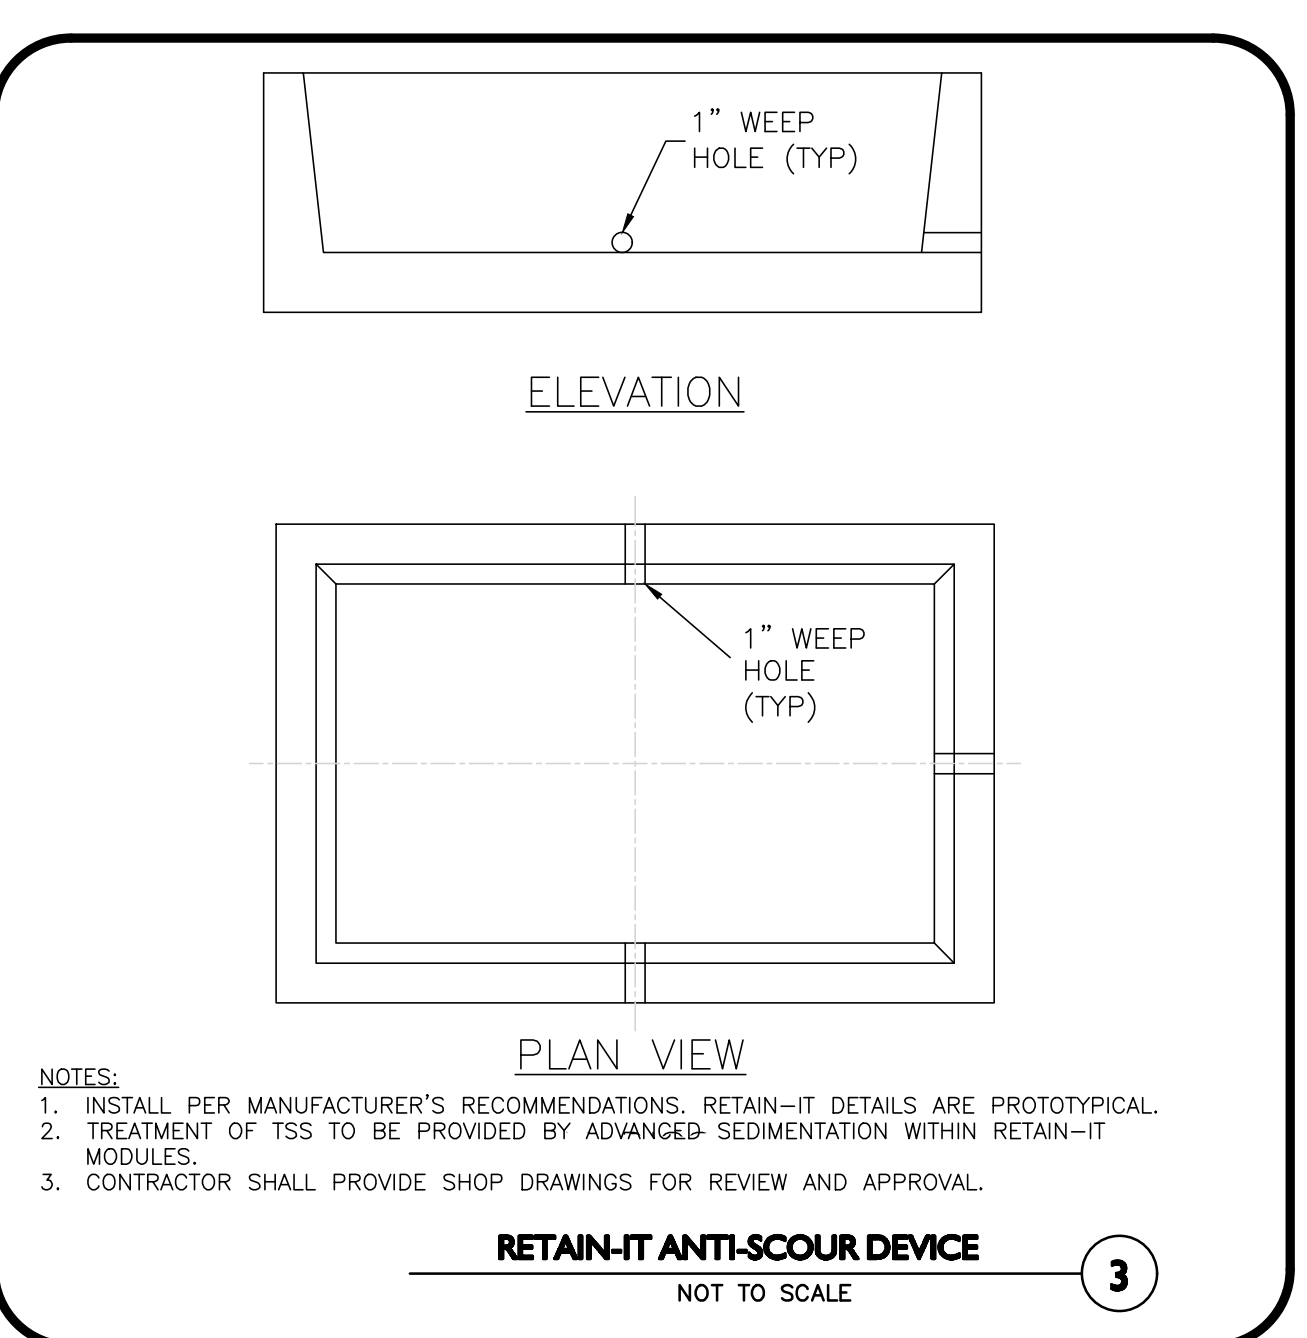 1” WEEP
HOLE (TYP)
ELEVATION
1” WEEP
HOLE
(TYP)
PLAN VIEW
NOTES:
1. INSTALL PER MANUFACTURER’S RECOMMENDATIONS. RETAIN–IT DETAILS ARE PROTOTYPICAL.
2. TREATMENT OF TSS TO BE PROVIDED BY ADVANCED SEDIMENTATION WITHIN RETAIN–IT
MODULES.
3. CONTRACTOR SHALL PROVIDE SHOP DRAWINGS FOR REVIEW AND APPROVAL.
RETAIN-IT ANTI-SCOUR DEVICE
3
NOT TO SCALE